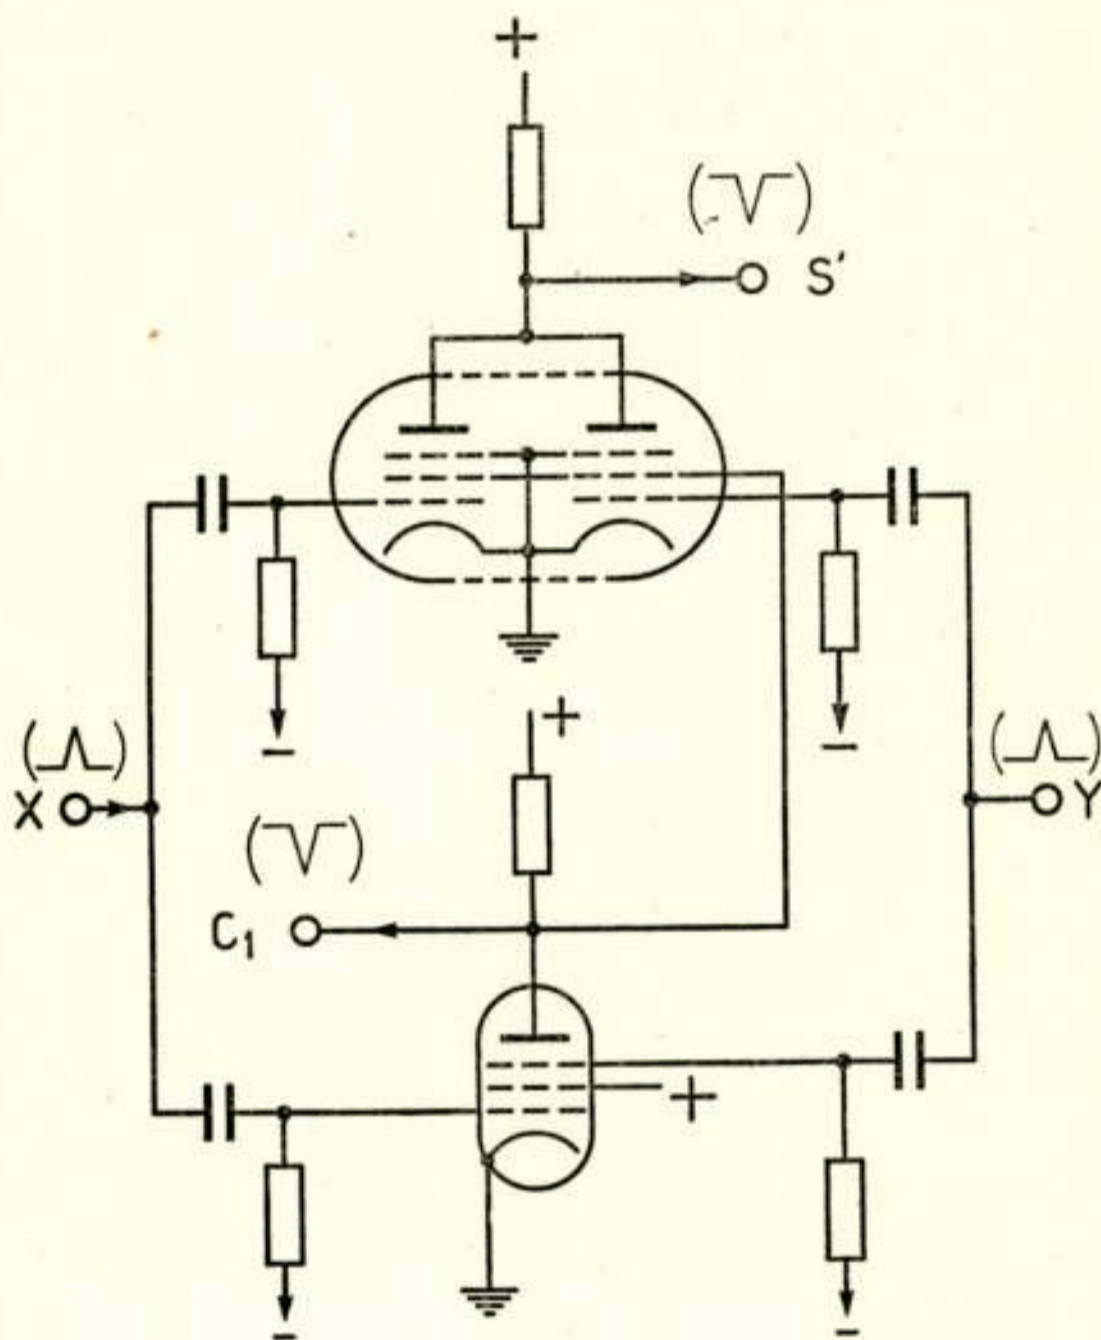 +
S'
+
X
Y
C₁
+